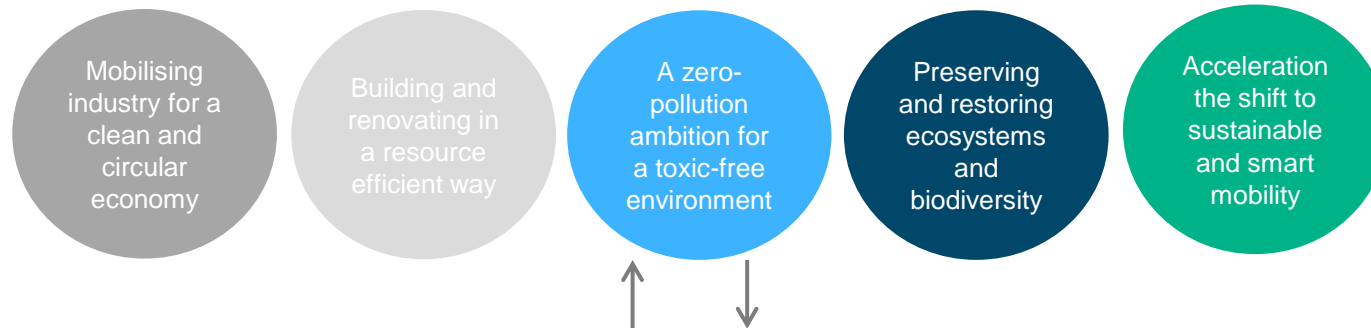 Mobilising
industry for a
clean and
circular
economy
Building and
renovating in
a resource
efficient way
A zero-
pollution
ambition for
a toxic-free
environment
Preserving
and restoring
ecosystems
and
biodiversity
Acceleration
the shift to
sustainable
and smart
mobility